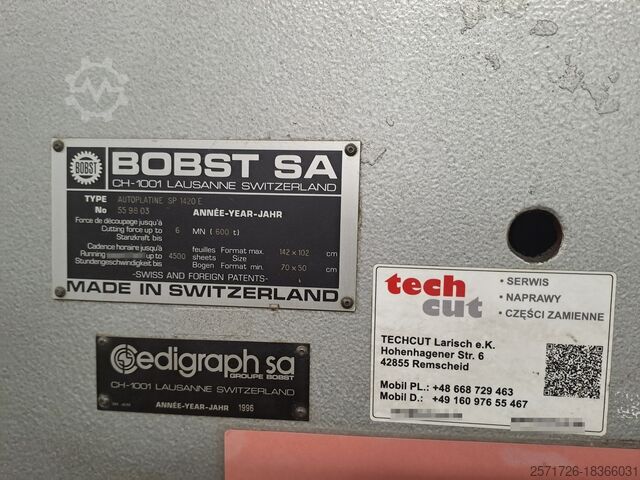 BOBST
BOBST SA
CH-1001 LAUSANNE SWITZERLAND
TYPE AUTOPLATINE SP 1420 E
No 55 98 03 ANNÉE-YEAR-JAHR
Force de découpage jusqu'à
Cutting force up to 6 MN ( 600 t )
Stanzkraft bis
Cadence horaire jusqu'à feuilles Format max. 142 x 102 cm
Running up to 4500 sheets Size
Stundengeschwindigkeit bis Bogen Format min. 70 x 50 cm
-SWISS AND FOREIGN PATENTS-
MADE IN SWITZERLAND
edigraph sa
GROUPE BOBST
CH-1001 LAUSANNE SWITZERLAND
ANNÉE-YEAR-JAHR 1996
tech
cut
• SERWIS
• NAPRAWY
• CZĘŚCI ZAMIENNE
TECHCUT Larisch e.K.
Hohenhagener Str. 6
42855 Remscheid
Mobil PL.: +48 668 729 463
Mobil D.: +49 160 976 55 467
2571726-18366031